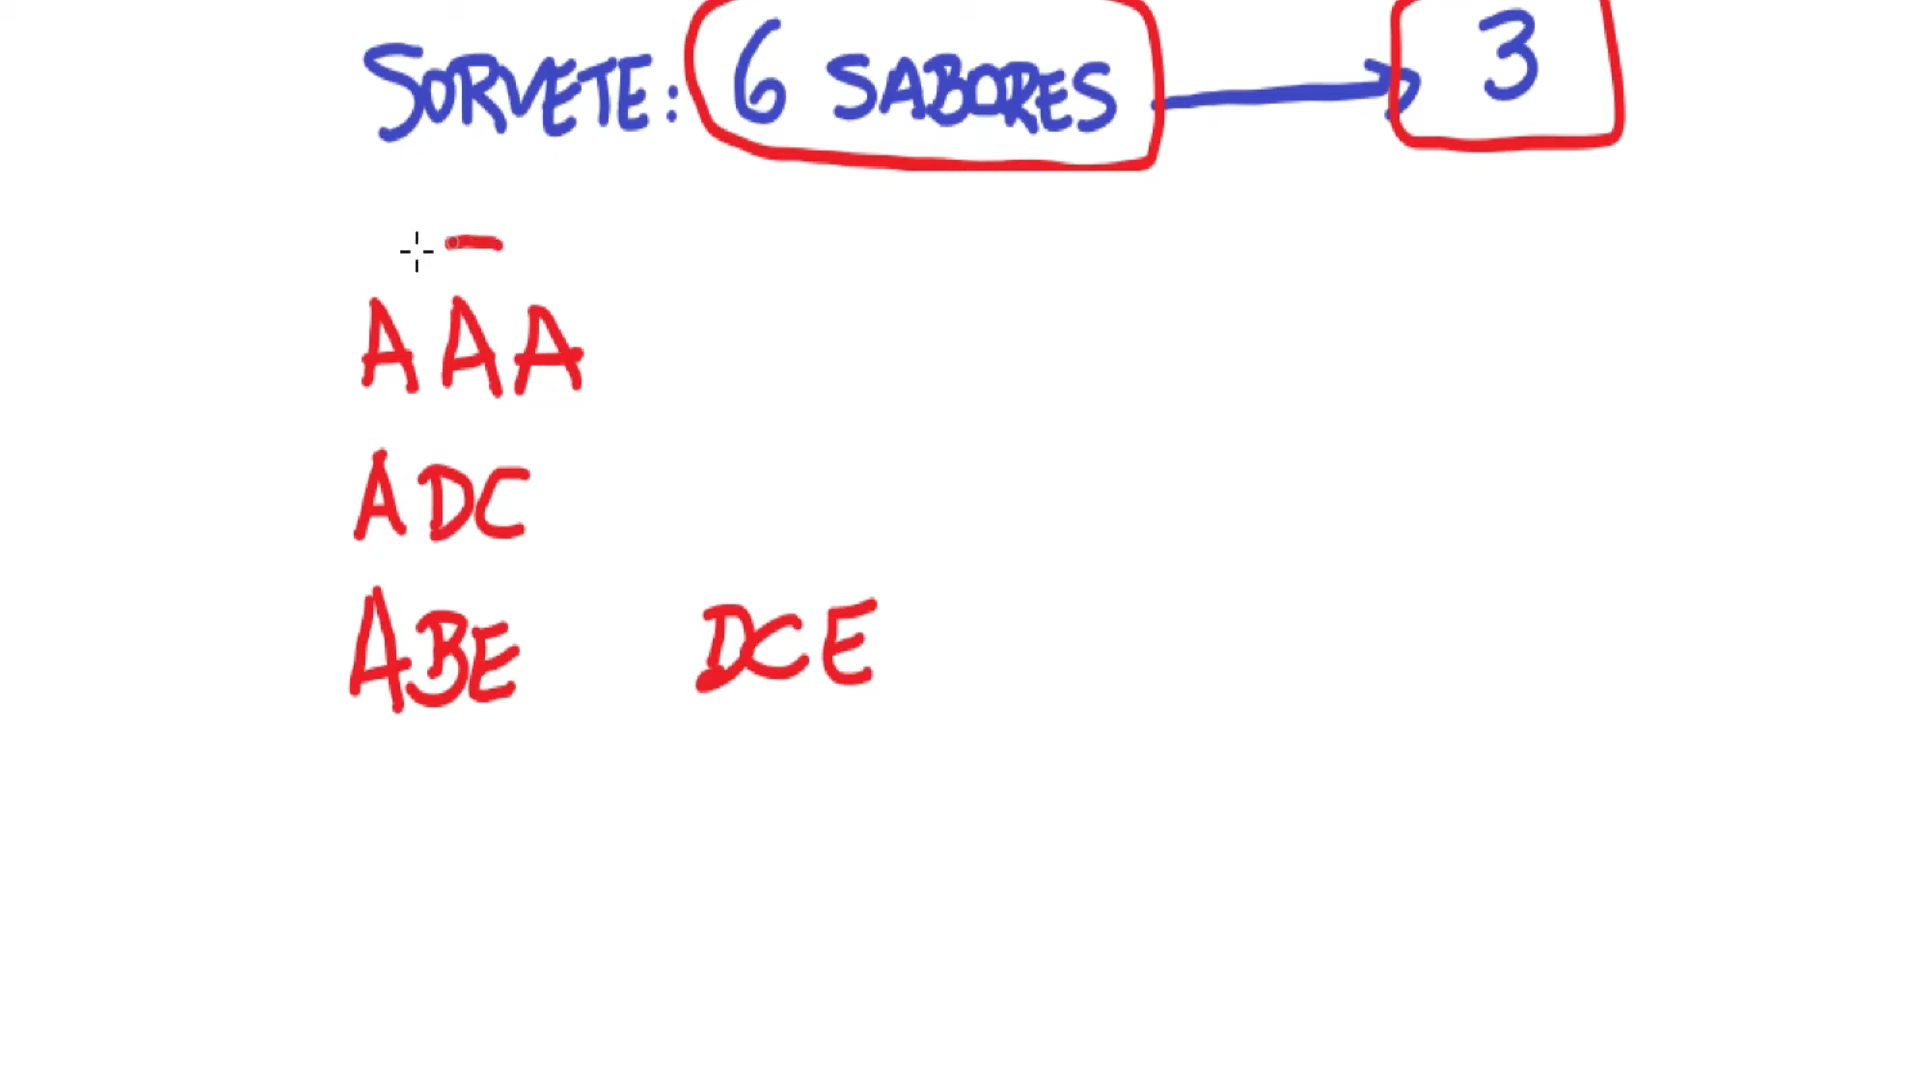 SORVETE: 6 SABORES → 3
AAA
ADC
ABE DCE